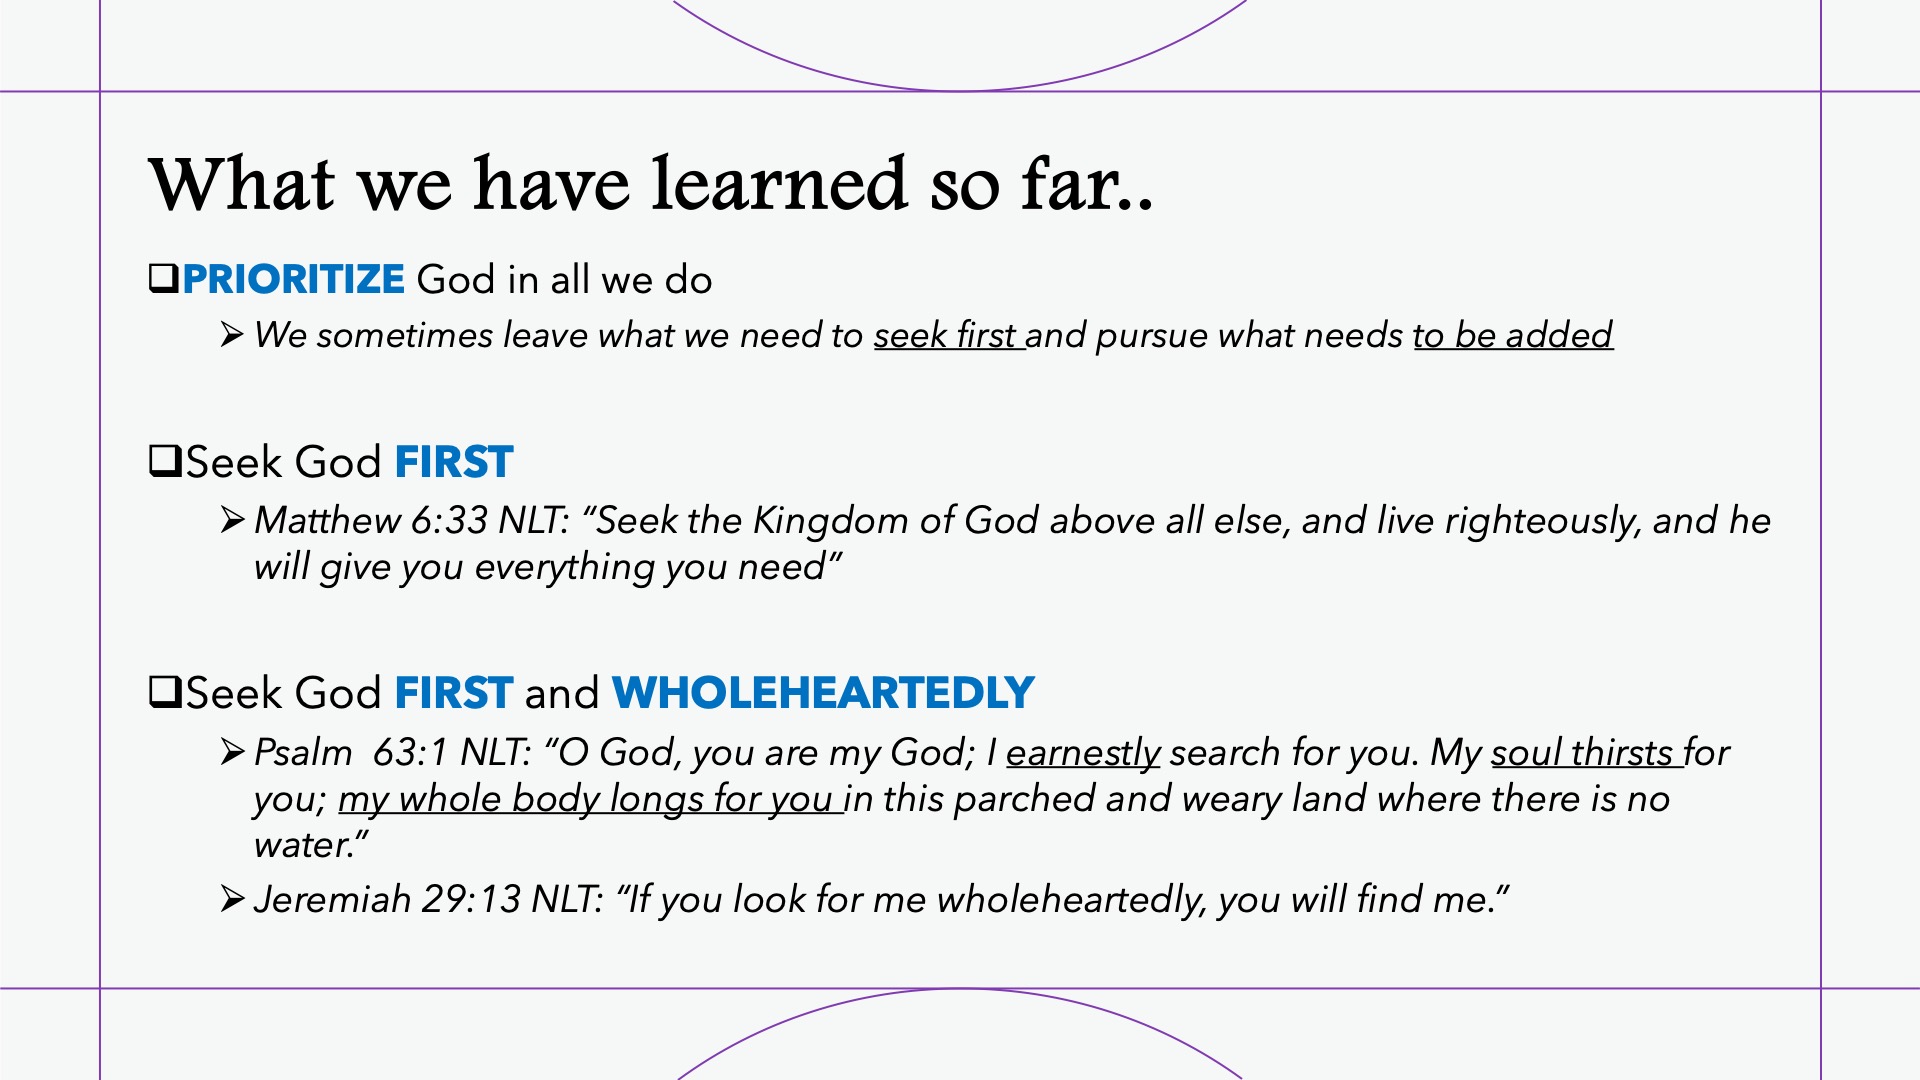 What we have learned so far..
❑PRIORITIZE God in all we do
➢ We sometimes leave what we need to seek first and pursue what needs to be added
❑Seek God FIRST
➢ Matthew 6:33 NLT: “Seek the Kingdom of God above all else, and live righteously, and he
will give you everything you need”
❑Seek God FIRST and WHOLEHEARTEDLY
➢ Psalm  63:1 NLT: “O God, you are my God; I earnestly search for you. My soul thirsts for
you; my whole body longs for you in this parched and weary land where there is no
water.”
➢ Jeremiah 29:13 NLT: “If you look for me wholeheartedly, you will find me.”